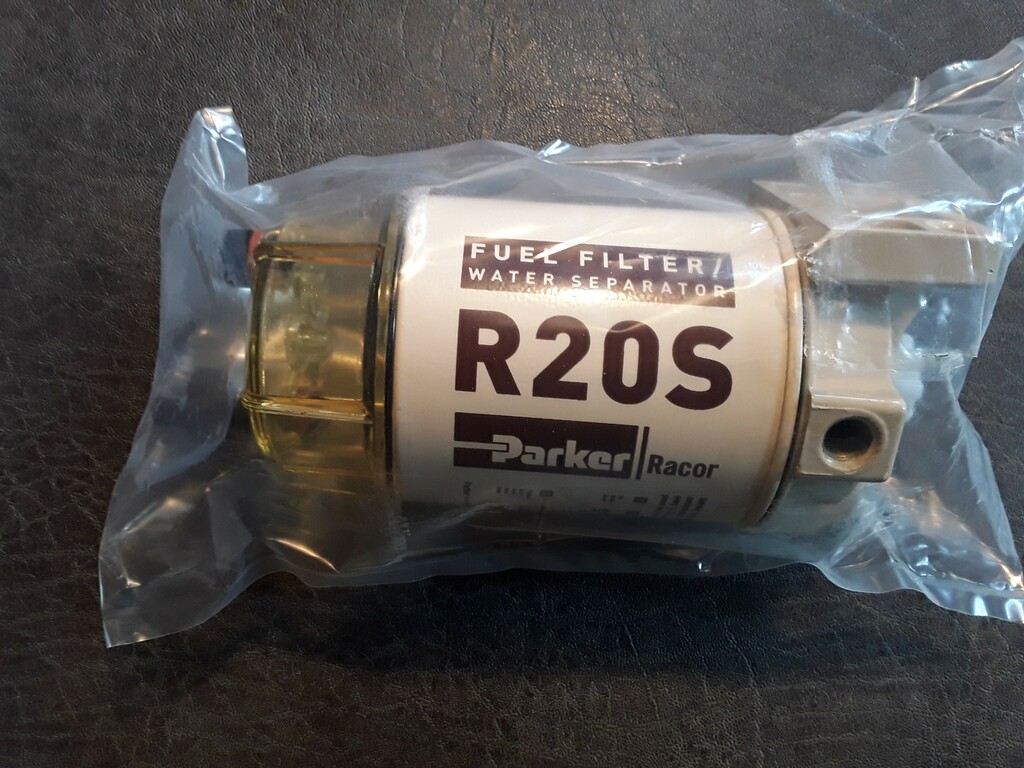 FUEL FILTER/
WATER SEPARATOR
R20S
Parker
Racor